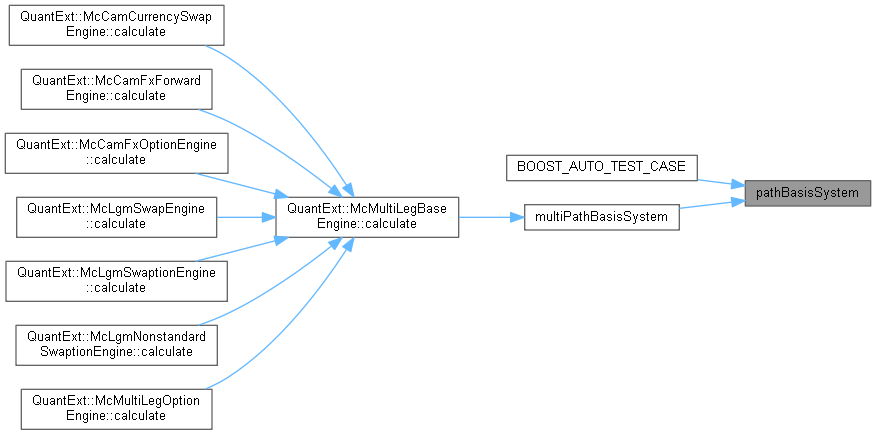 QuantExt::McCamCurrencySwap
Engine::calculate
QuantExt::McCamFxForward
Engine::calculate
QuantExt::McCamFxOptionEngine
::calculate
QuantExt::McLgmSwapEngine
::calculate
QuantExt::McLgmSwaptionEngine
::calculate
QuantExt::McLgmNonstandard
SwaptionEngine::calculate
QuantExt::McMultiLegOption
Engine::calculate
QuantExt::McMultiLegBase
Engine::calculate
BOOST_AUTO_TEST_CASE
multiPathBasisSystem
pathBasisSystem